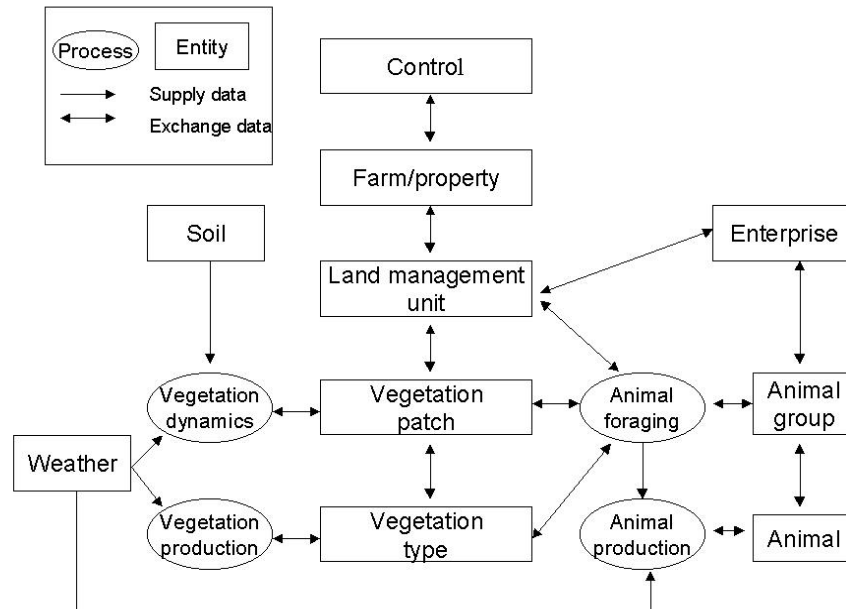 Process
Entity
Supply data
Exchange data
Control
Farm/property
Soil
Enterprise
Land management
unit
Vegetation
dynamics
Vegetation
patch
Animal
foraging
Animal
group
Weather
Vegetation
production
Vegetation
type
Animal
production
Animal